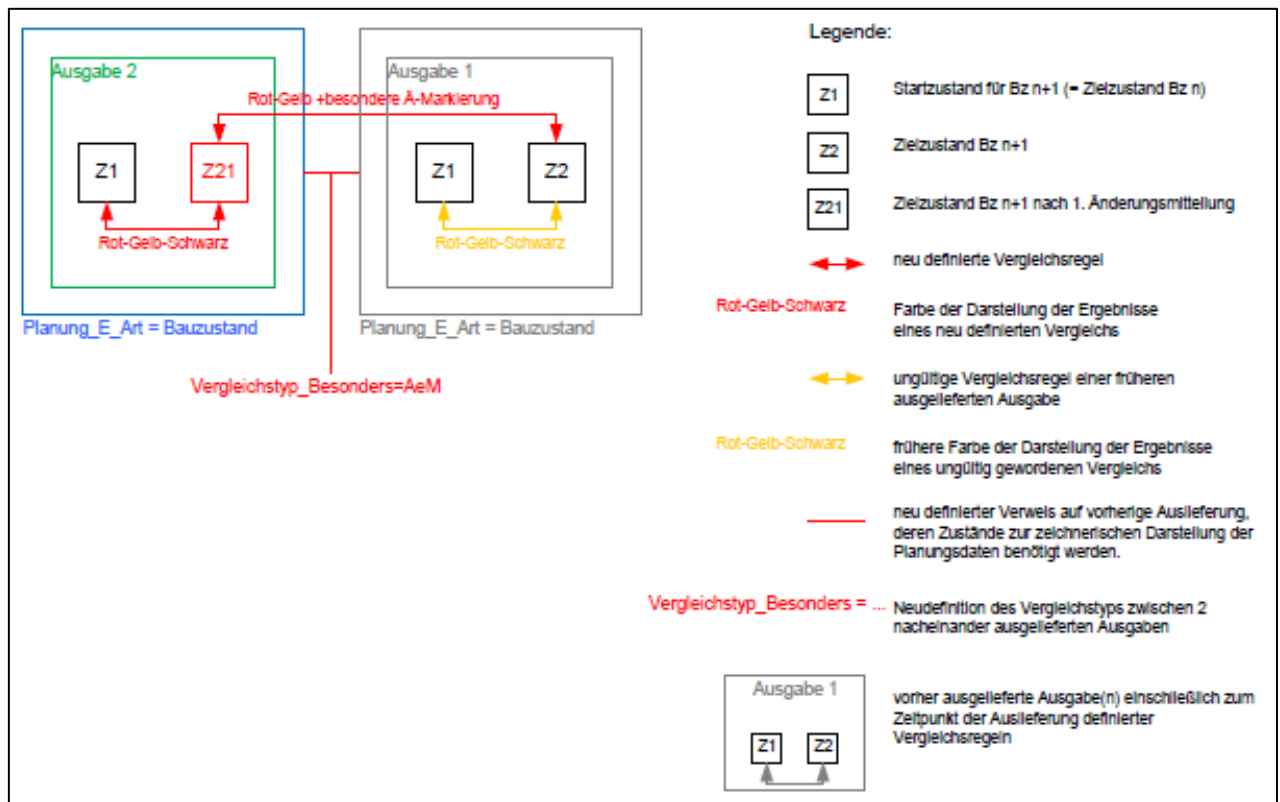 Ausgabe 2
Rot-Gelb +besondere Ä-Markierung
Z1
Z21
Rot-Gelb-Schwarz
Planung_E_Art = Bauzustand
Ausgabe 1
Z1
Z2
Rot-Gelb-Schwarz
Planung_E_Art = Bauzustand
Vergleichstyp_Besonders=AeM
Legende:
Z1
Startzustand für Bz n+1 (= Zielzustand Bz n)
Z2
Zielzustand Bz n+1
Z21
Zielzustand Bz n+1 nach 1. Änderungsmitteilung
neu definierte Vergleichsregel
Rot-Gelb-Schwarz
Farbe der Darstellung der Ergebnisse
eines neu definierten Vergleichs
ungültige Vergleichsregel einer früheren
ausgelieferten Ausgabe
Rot-Gelb-Schwarz
frühere Farbe der Darstellung der Ergebnisse
eines ungültig gewordenen Vergleichs
neu definierter Verweis auf vorherige Auslieferung,
deren Zustände zur zeichnerischen Darstellung der
Planungsdaten benötigt werden.
Vergleichstyp_Besonders = ...
Neudefinition des Vergleichstyps zwischen 2
nacheinander ausgelieferten Ausgaben
Ausgabe 1
Z1
Z2
vorher ausgelieferte Ausgabe(n) einschließlich zum
Zeitpunkt der Auslieferung definierter
Vergleichsregeln